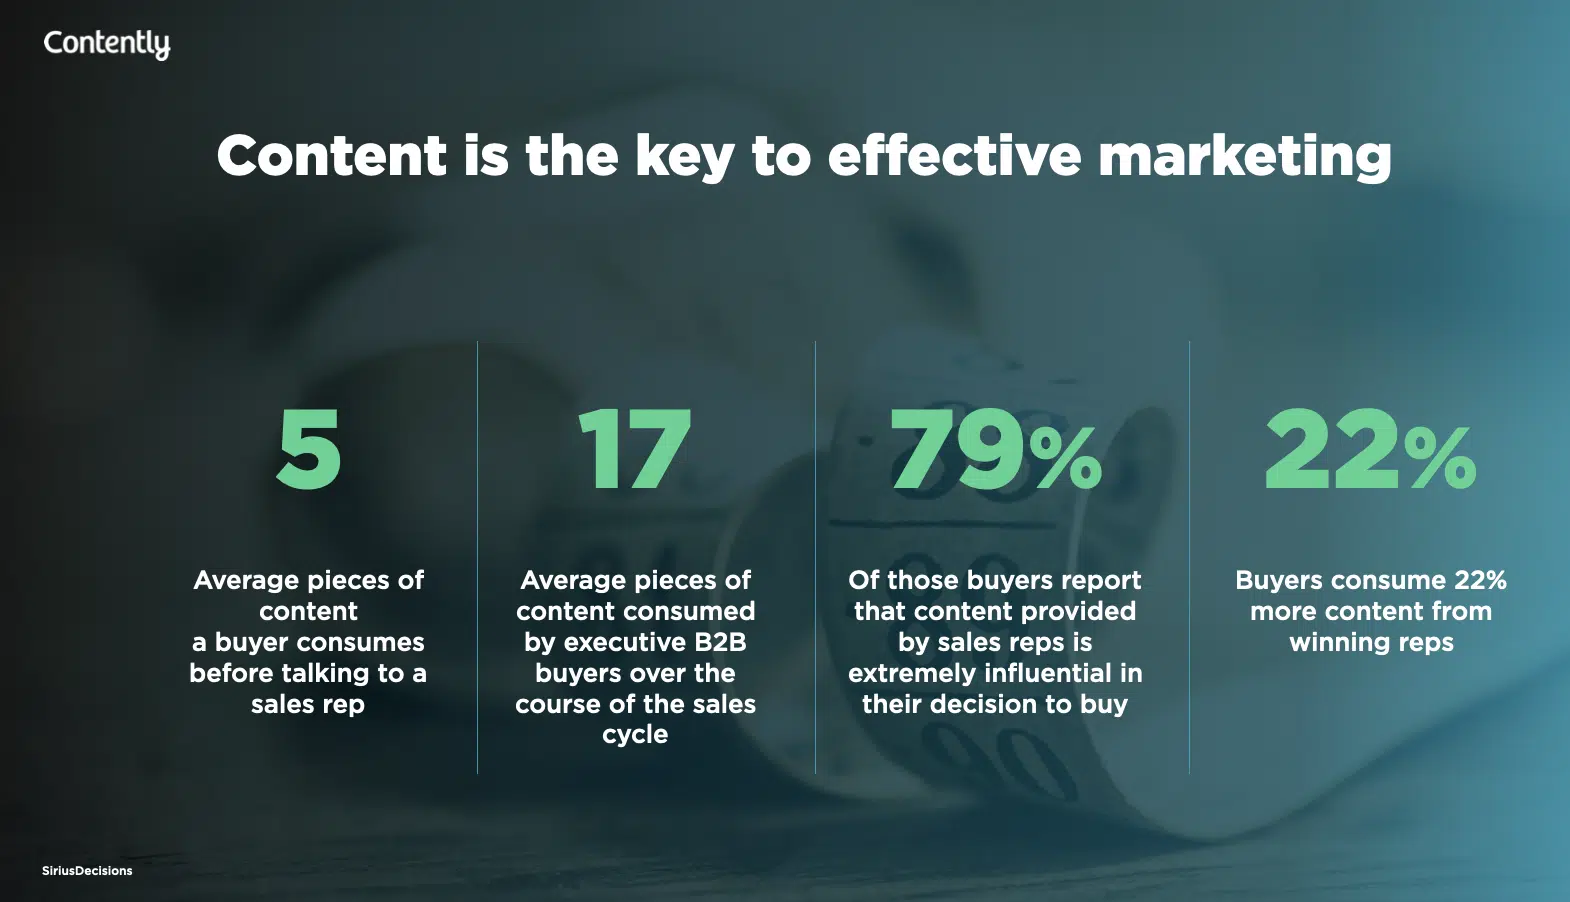 Contently
Content is the key to effective marketing
5
Average pieces of
content
a buyer consumes
before talking to a
sales rep
17
Average pieces of
content consumed
by executive B2B
buyers over the
course of the sales
cycle
79%
Of those buyers report
that content provided
by sales reps is
extremely influential in
their decision to buy
22%
Buyers consume 22%
more content from
winning reps
90
SiriusDecisions